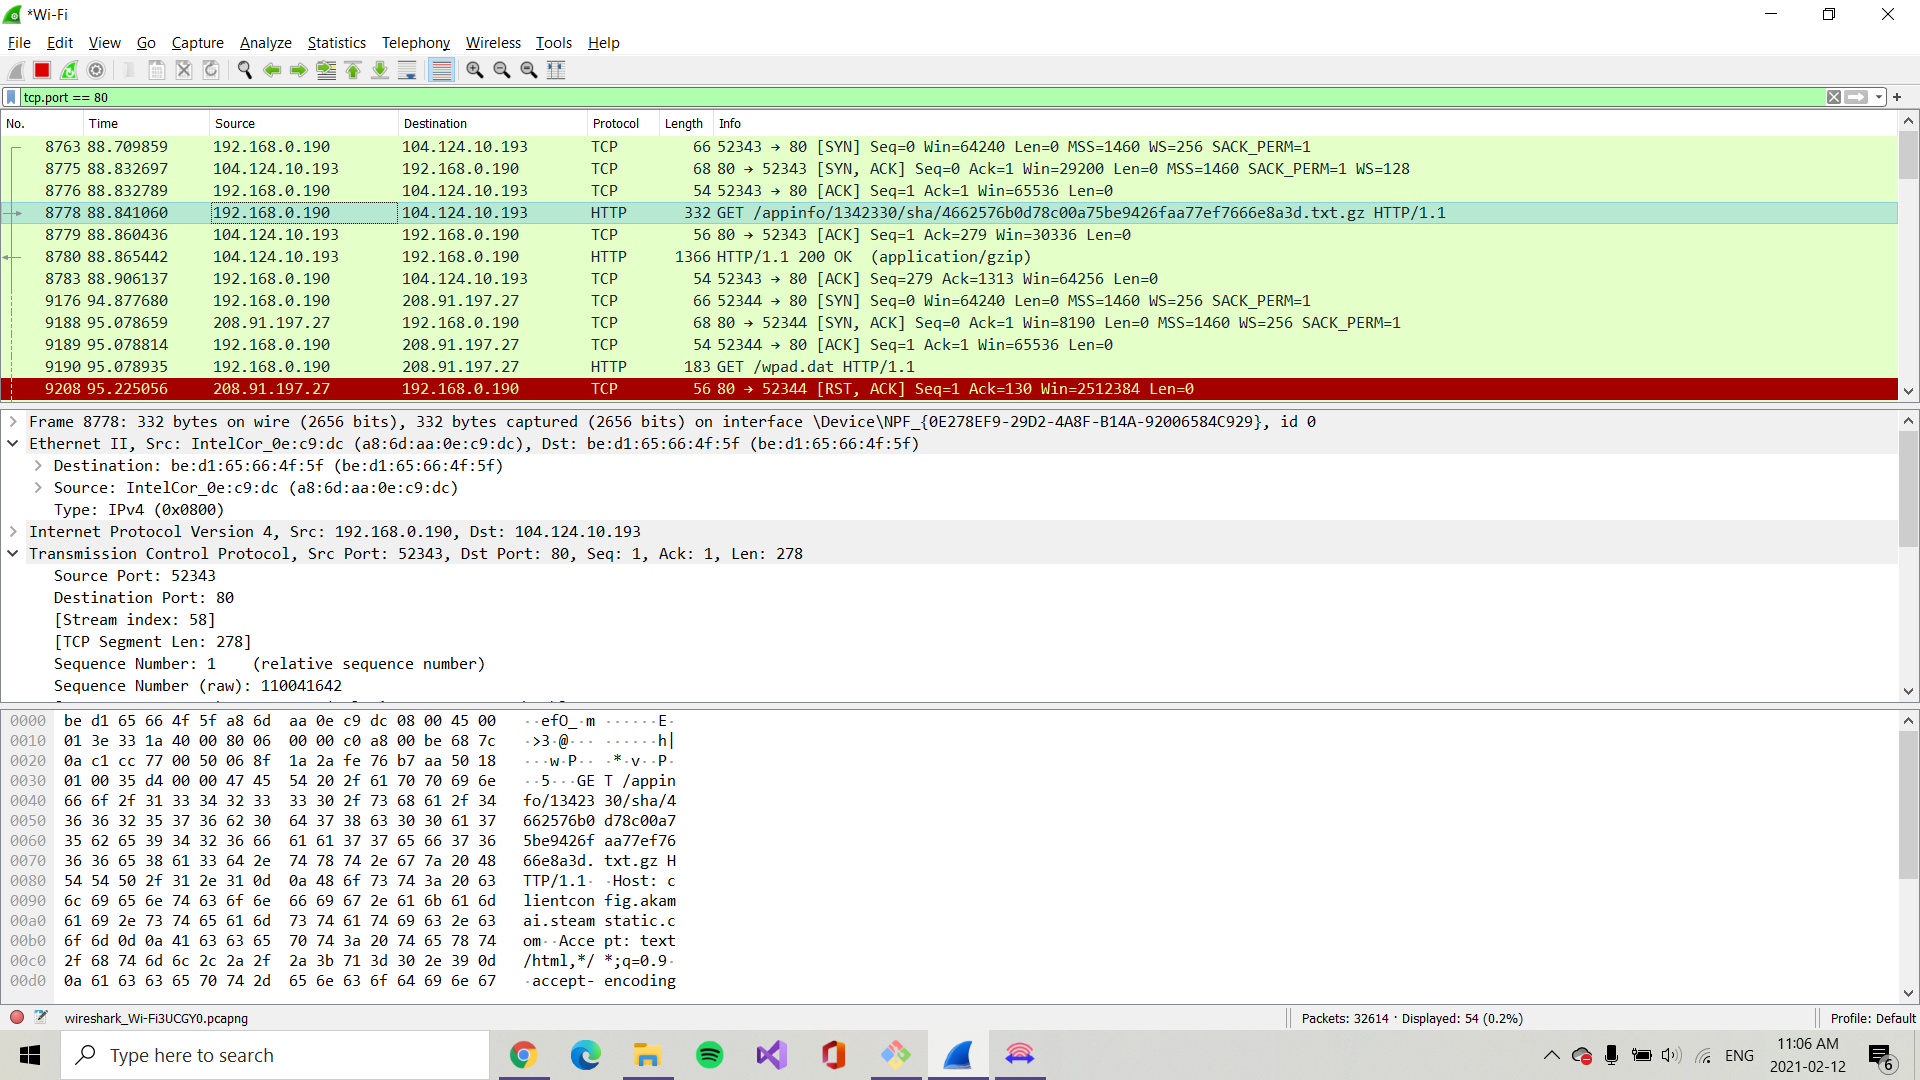 *Wi-Fi
File Edit View Go Capture Analyze Statistics Telephony Wireless Tools Help
tcp.port == 80
No. Time Source Destination Protocol Length Info
8763 88.709859 192.168.0.190 104.124.10.193 TCP 66 52343 → 80 [SYN] Seq=0 Win=64240 Len=0 MSS=1460 WS=256 SACK_PERM=1
8775 88.832697 104.124.10.193 192.168.0.190 TCP 68 80 → 52343 [SYN, ACK] Seq=0 Ack=1 Win=29200 Len=0 MSS=1460 SACK_PERM=1 WS=128
8776 88.832789 192.168.0.190 104.124.10.193 TCP 54 52343 → 80 [ACK] Seq=1 Ack=1 Win=65536 Len=0
8778 88.841060 192.168.0.190 104.124.10.193 HTTP 332 GET /appinfo/1342330/sha/4662576b0d78c00a75be9426faa77ef7666e8a3d.txt.gz HTTP/1.1
8779 88.860436 104.124.10.193 192.168.0.190 TCP 56 80 → 52343 [ACK] Seq=1 Ack=279 Win=30336 Len=0
8780 88.865442 104.124.10.193 192.168.0.190 HTTP 1366 HTTP/1.1 200 OK (application/gzip)
8783 88.906137 192.168.0.190 104.124.10.193 TCP 54 52343 → 80 [ACK] Seq=279 Ack=1313 Win=64256 Len=0
9176 94.877680 192.168.0.190 208.91.197.27 TCP 66 52344 → 80 [SYN] Seq=0 Win=64240 Len=0 MSS=1460 WS=256 SACK_PERM=1
9188 95.078659 208.91.197.27 192.168.0.190 TCP 68 80 → 52344 [SYN, ACK] Seq=0 Ack=1 Win=8190 Len=0 MSS=1460 WS=256 SACK_PERM=1
9189 95.078814 192.168.0.190 208.91.197.27 TCP 54 52344 → 80 [ACK] Seq=1 Ack=1 Win=65536 Len=0
9190 95.078935 192.168.0.190 208.91.197.27 HTTP 183 GET /wpad.dat HTTP/1.1
9208 95.225056 208.91.197.27 192.168.0.190 TCP 56 80 → 52344 [RST, ACK] Seq=1 Ack=130 Win=2512384 Len=0
Frame 8778: 332 bytes on wire (2656 bits), 332 bytes captured (2656 bits) on interface \Device\NPF_{0E278EF9-29D2-4A8F-B14A-92006584C929}, id 0
Ethernet II, Src: IntelCor_0e:c9:dc (a8:6d:aa:0e:c9:dc), Dst: be:d1:65:66:4f:5f (be:d1:65:66:4f:5f)
Destination: be:d1:65:66:4f:5f (be:d1:65:66:4f:5f)
Source: IntelCor_0e:c9:dc (a8:6d:aa:0e:c9:dc)
Type: IPv4 (0x0800)
Internet Protocol Version 4, Src: 192.168.0.190, Dst: 104.124.10.193
Transmission Control Protocol, Src Port: 52343, Dst Port: 80, Seq: 1, Ack: 1, Len: 278
Source Port: 52343
Destination Port: 80
[Stream index: 58]
[TCP Segment Len: 278]
Sequence Number: 1 (relative sequence number)
Sequence Number (raw): 110041642
0000 be d1 65 66 4f 5f a8 6d aa 0e c9 dc 08 00 45 00 ··efO_·m ······E·
0010 01 3e 33 1a 40 00 80 06 00 00 c0 a8 00 be 68 7c ·>3·@··· ······h|
0020 0a c1 cc 77 00 50 06 8f 1a 2a fe 76 b7 aa 50 18 ···w·P·· ·*·v··P·
0030 01 00 35 d4 00 00 47 45 54 20 2f 61 70 70 69 6e ··5···GE T /appin
0040 66 6f 2f 31 33 34 32 33 33 30 2f 73 68 61 2f 34 fo/13423 30/sha/4
0050 36 36 32 35 37 36 62 30 64 37 38 63 30 30 61 37 662576b0 d78c00a7
0060 35 62 65 39 34 32 36 66 61 61 37 37 65 66 37 36 5be9426f aa77ef76
0070 36 36 65 38 61 33 64 2e 74 78 74 2e 67 7a 20 48 66e8a3d. txt.gz H
0080 54 54 50 2f 31 2e 31 0d 0a 48 6f 73 74 3a 20 63 TTP/1.1· ·Host: c
0090 6c 69 65 6e 74 63 6f 6e 66 69 67 2e 61 6b 61 6d lientcon fig.akam
00a0 61 69 2e 73 74 65 61 6d 73 74 61 74 69 63 2e 63 ai.steam static.c
00b0 6f 6d 0d 0a 41 63 63 65 70 74 3a 20 74 65 78 74 om··Acce pt: text
00c0 2f 68 74 6d 6c 2c 2a 2f 2a 3b 71 3d 30 2e 39 0d /html,*/ *;q=0.9·
00d0 0a 61 63 63 65 70 74 2d 65 6e 63 6f 64 69 6e 67 ·accept- encoding
wireshark_Wi-Fi3UCGY0.pcapng Packets: 32614 · Displayed: 54 (0.2%) Profile: Default
Type here to search
ENG
11:06 AM
2021-02-12
6